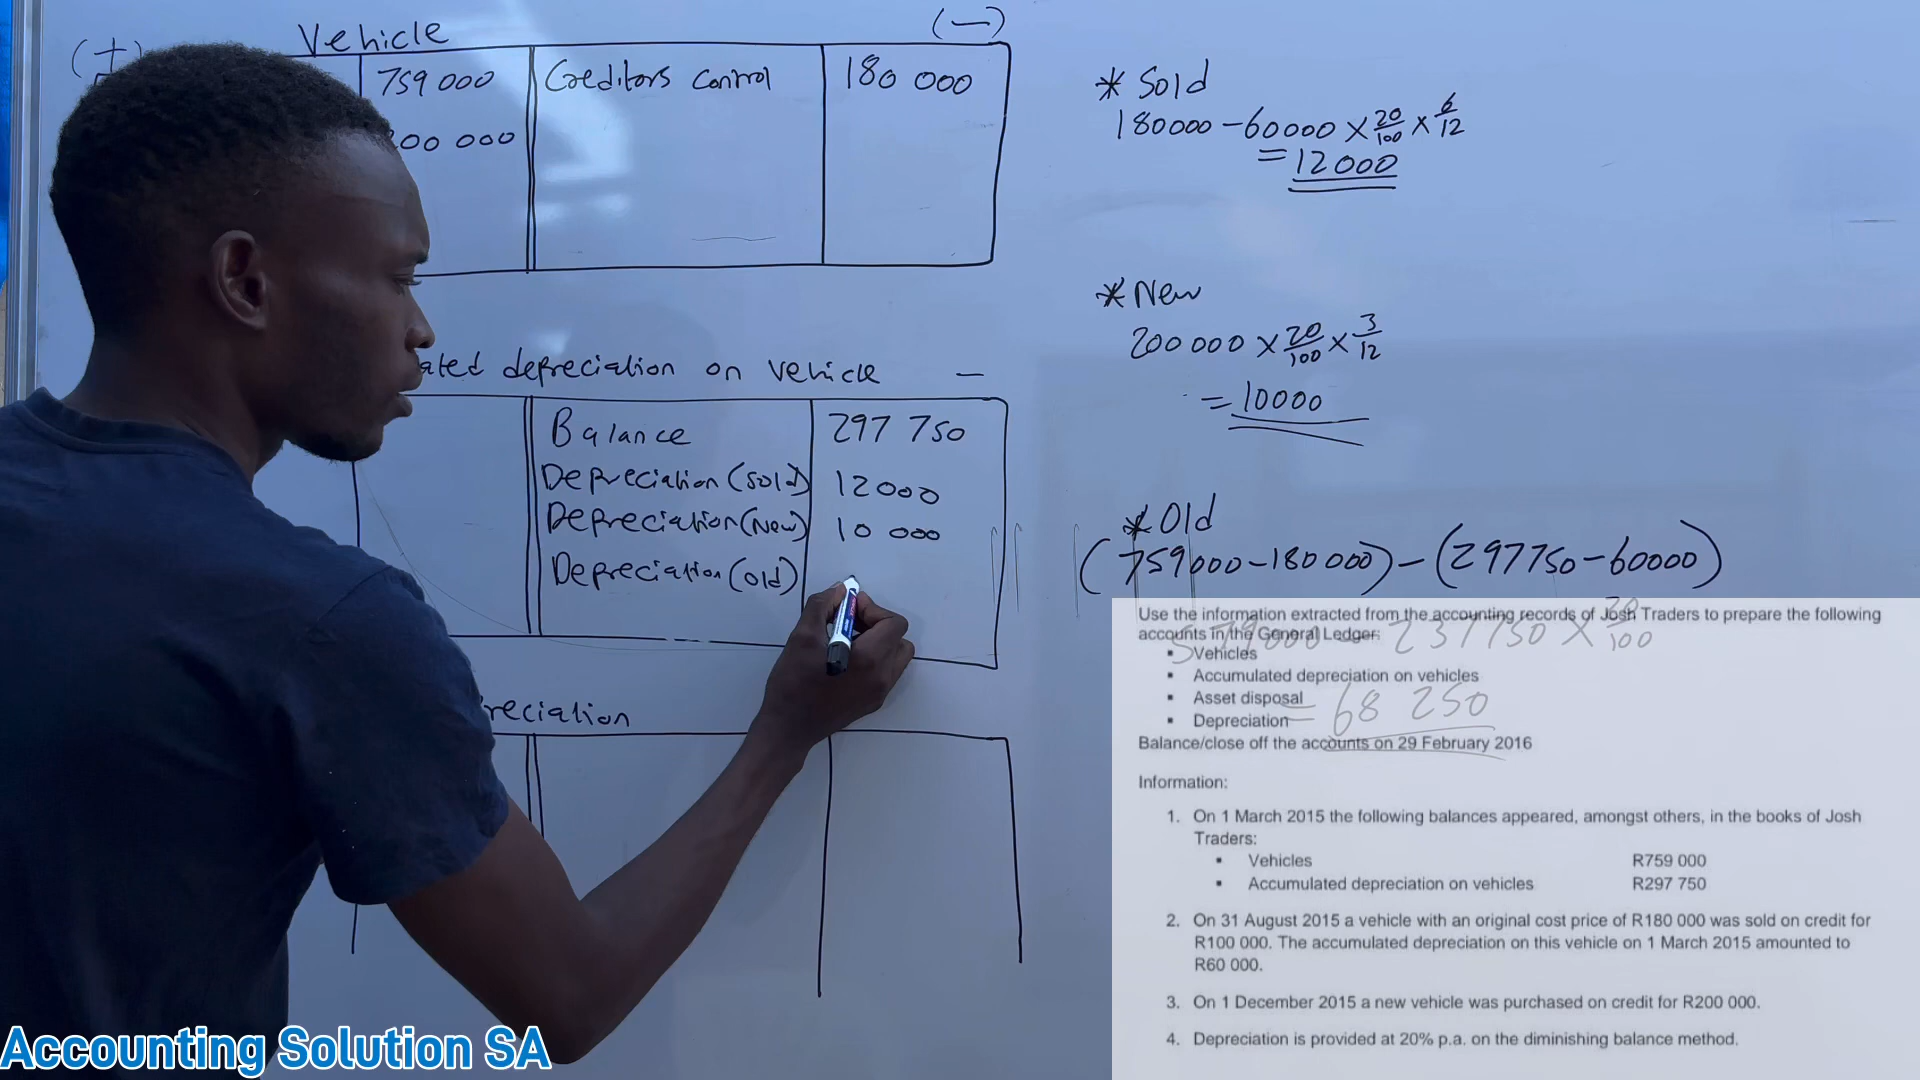 (+)
Vehicle
(—)
759 000
Creditors control
180 000
200 000
ated depreciation on vehicle —
Balance 297 750
Depreciation (sold) 12000
Depreciation (New) 10 000
Depreciation (old)
reciation
* Sold
180000 - 60000 × 20/100 × 6/12
= 12000
* New
200 000 × 20/100 × 3/12
= 10000
* Old
(759000 - 180 000) - (297750 - 60000)
237750 × 20/100
= 68 250
Use the information extracted from the accounting records of Josh Traders to prepare the following
accounts in the General Ledger:
▪ Vehicles
▪ Accumulated depreciation on vehicles
▪ Asset disposal
▪ Depreciation
Balance/close off the accounts on 29 February 2016
Information:
1. On 1 March 2015 the following balances appeared, amongst others, in the books of Josh
Traders:
▪ Vehicles R759 000
▪ Accumulated depreciation on vehicles R297 750
2. On 31 August 2015 a vehicle with an original cost price of R180 000 was sold on credit for
R100 000. The accumulated depreciation on this vehicle on 1 March 2015 amounted to
R60 000.
3. On 1 December 2015 a new vehicle was purchased on credit for R200 000.
4. Depreciation is provided at 20% p.a. on the diminishing balance method.
Accounting Solution SA